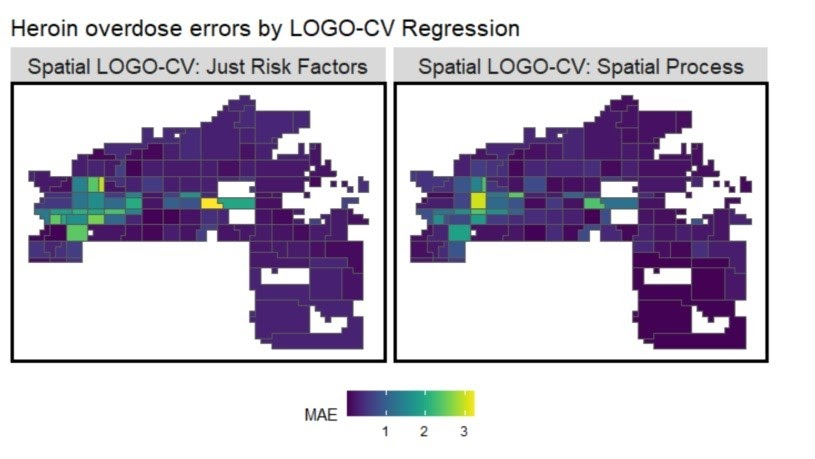 Heroin overdose errors by LOGO-CV Regression
Spatial LOGO-CV: Just Risk Factors
Spatial LOGO-CV: Spatial Process
MAE
1 2 3